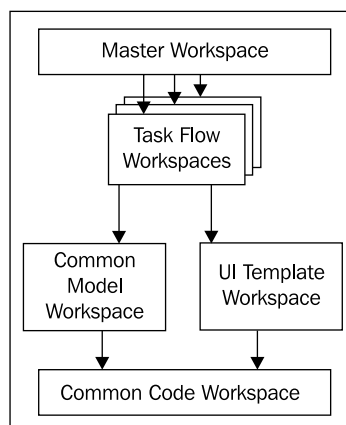 Master Workspace
Task Flow
Workspaces
Common
Model
Workspace
UI Template
Workspace
Common Code Workspace